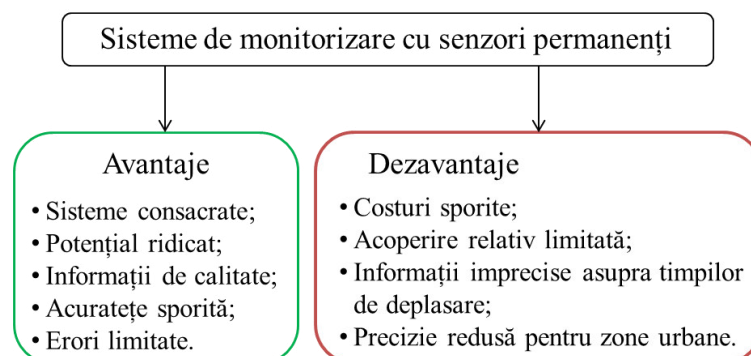 Sisteme de monitorizare cu senzori permanenți
Avantaje
• Sisteme consacrate;
• Potențial ridicat;
• Informații de calitate;
• Acuratețe sporită;
• Erori limitate.
Dezavantaje
• Costuri sporite;
• Acoperire relativ limitată;
• Informații imprecise asupra timpilor
de deplasare;
• Precizie redusă pentru zone urbane.